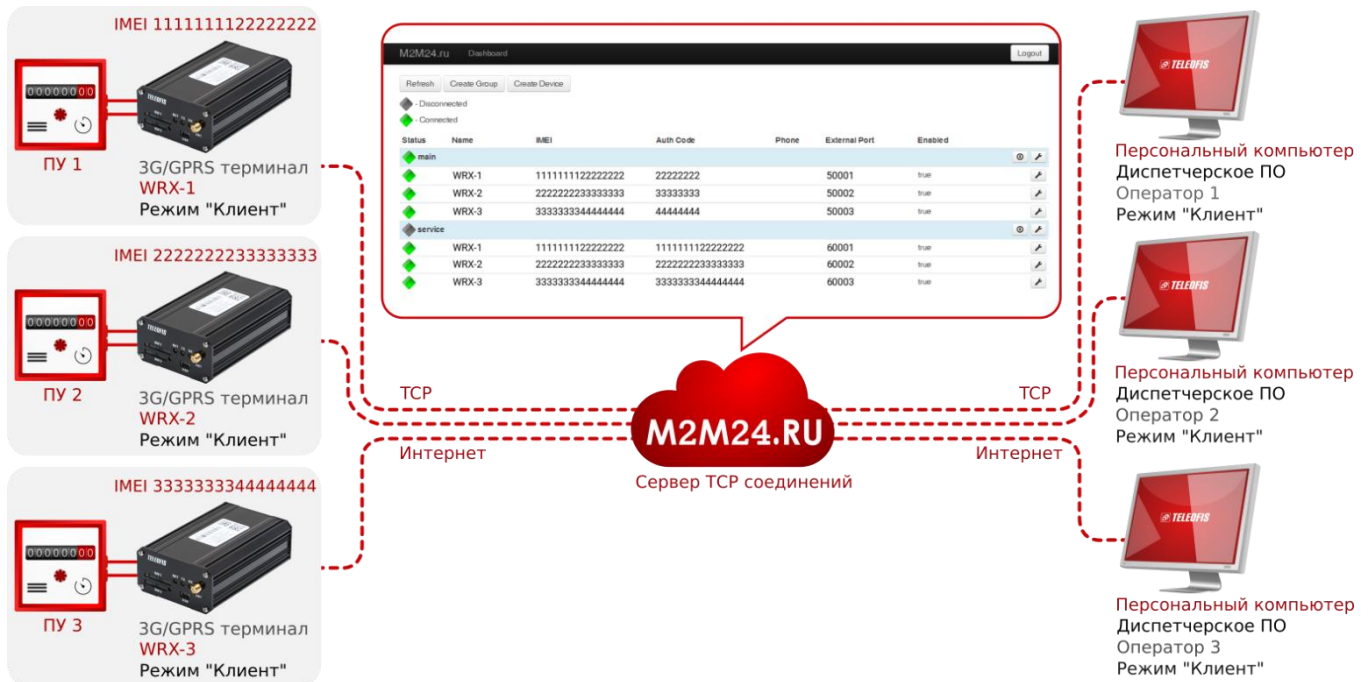 IMEI 1111111122222222
00000000
TELEOFIS
ПУ 1
3G/GPRS терминал
WRX-1
Режим "Клиент"
IMEI 2222222233333333
00000000
TELEOFIS
ПУ 2
3G/GPRS терминал
WRX-2
Режим "Клиент"
IMEI 3333333344444444
00000000
TELEOFIS
ПУ 3
3G/GPRS терминал
WRX-3
Режим "Клиент"
M2M24.ru Dashboard Logout
Refresh Create Group Create Device
- Disconnected
- Connected
Status Name IMEI Auth Code Phone External Port Enabled
main
WRX-1 1111111122222222 22222222 50001 true
WRX-2 2222222233333333 33333333 50002 true
WRX-3 3333333344444444 44444444 50003 true
service
WRX-1 1111111122222222 1111111122222222 60001 true
WRX-2 2222222233333333 2222222233333333 60002 true
WRX-3 3333333344444444 3333333344444444 60003 true
TCP
Интернет
M2M24.RU
Сервер TCP соединений
TCP
Интернет
TELEOFIS
Персональный компьютер
Диспетчерское ПО
Оператор 1
Режим "Клиент"
TELEOFIS
Персональный компьютер
Диспетчерское ПО
Оператор 2
Режим "Клиент"
TELEOFIS
Персональный компьютер
Диспетчерское ПО
Оператор 3
Режим "Клиент"